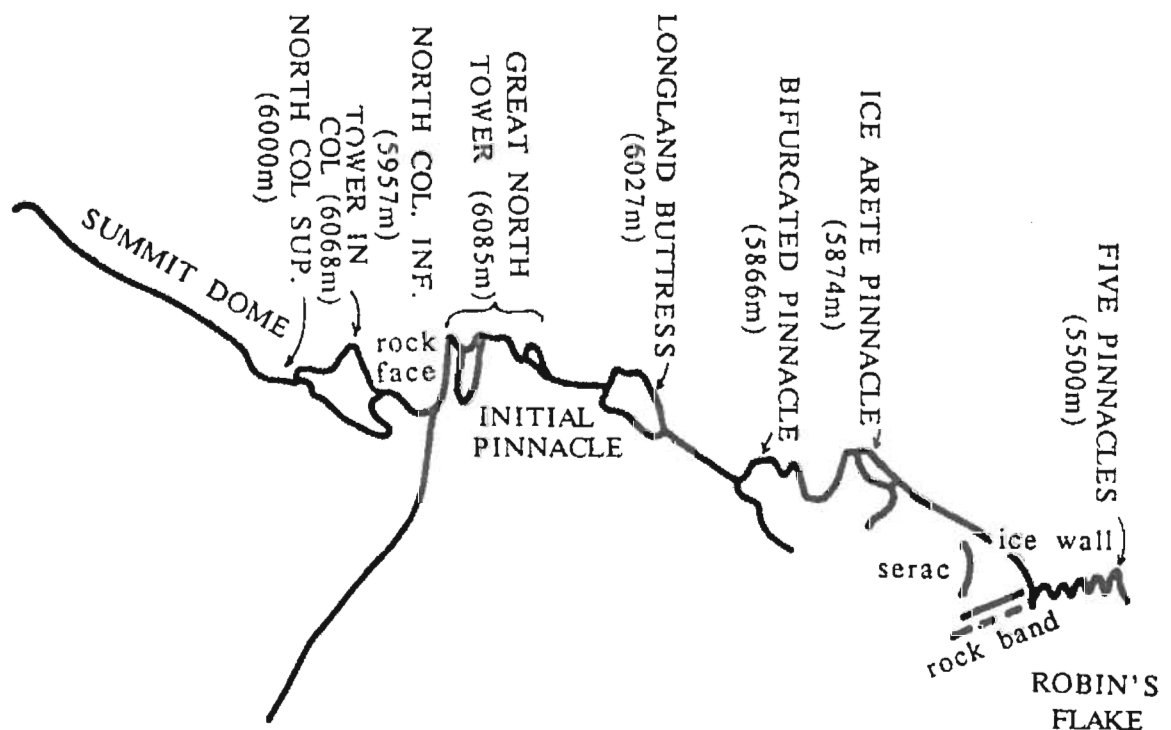 NORTH COL SUP.
(6000m)
TOWER IN
COL (6068m)
NORTH COL. INF.
(5957m)
GREAT NORTH
TOWER (6085m)
LONGLAND BUTTRESS
(6027m)
BIFURCATED PINNACLE
(5866m)
ICE ARETE PINNACLE
(5874m)
FIVE PINNACLES
(5500m)
SUMMIT DOME
rock
face
INITIAL
PINNACLE
ice wall
serac
rock band
ROBIN'S
FLAKE